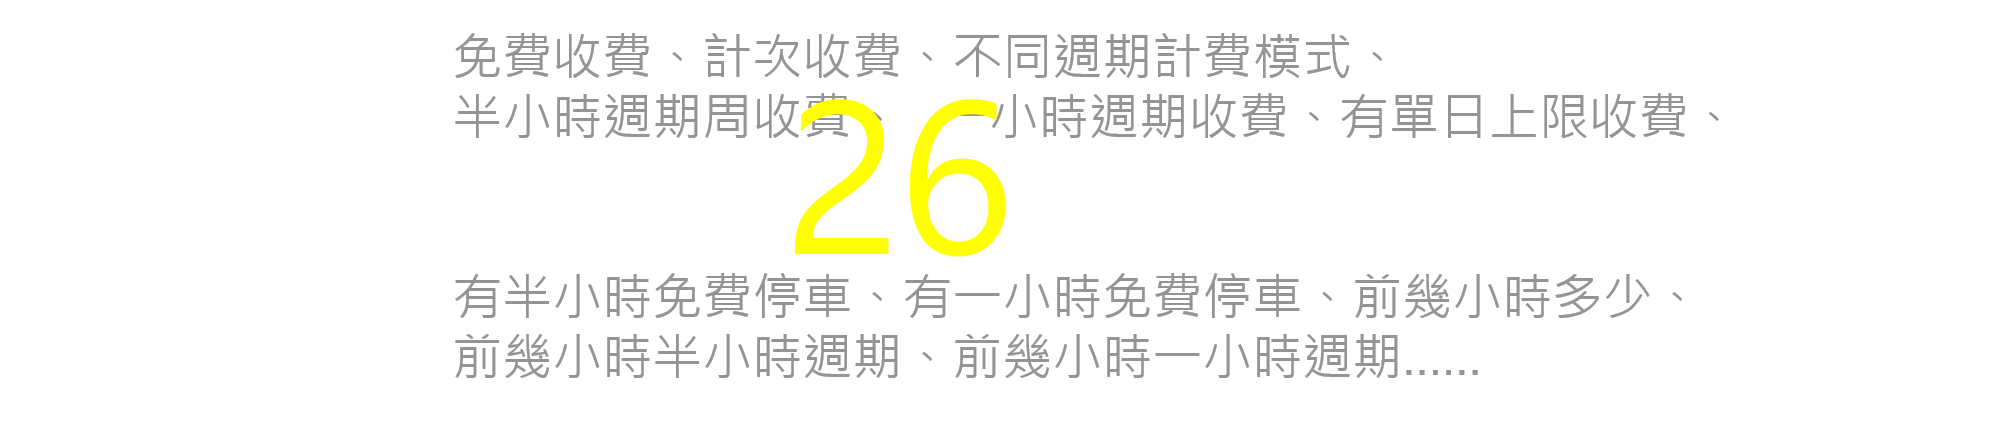 免費收費、計次收費、不同週期計費模式、
半小時週期周收費、一小時週期收費、有單日上限收費、
26
有半小時免費停車、有一小時免費停車、前幾小時多少、
前幾小時半小時週期、前幾小時一小時週期......